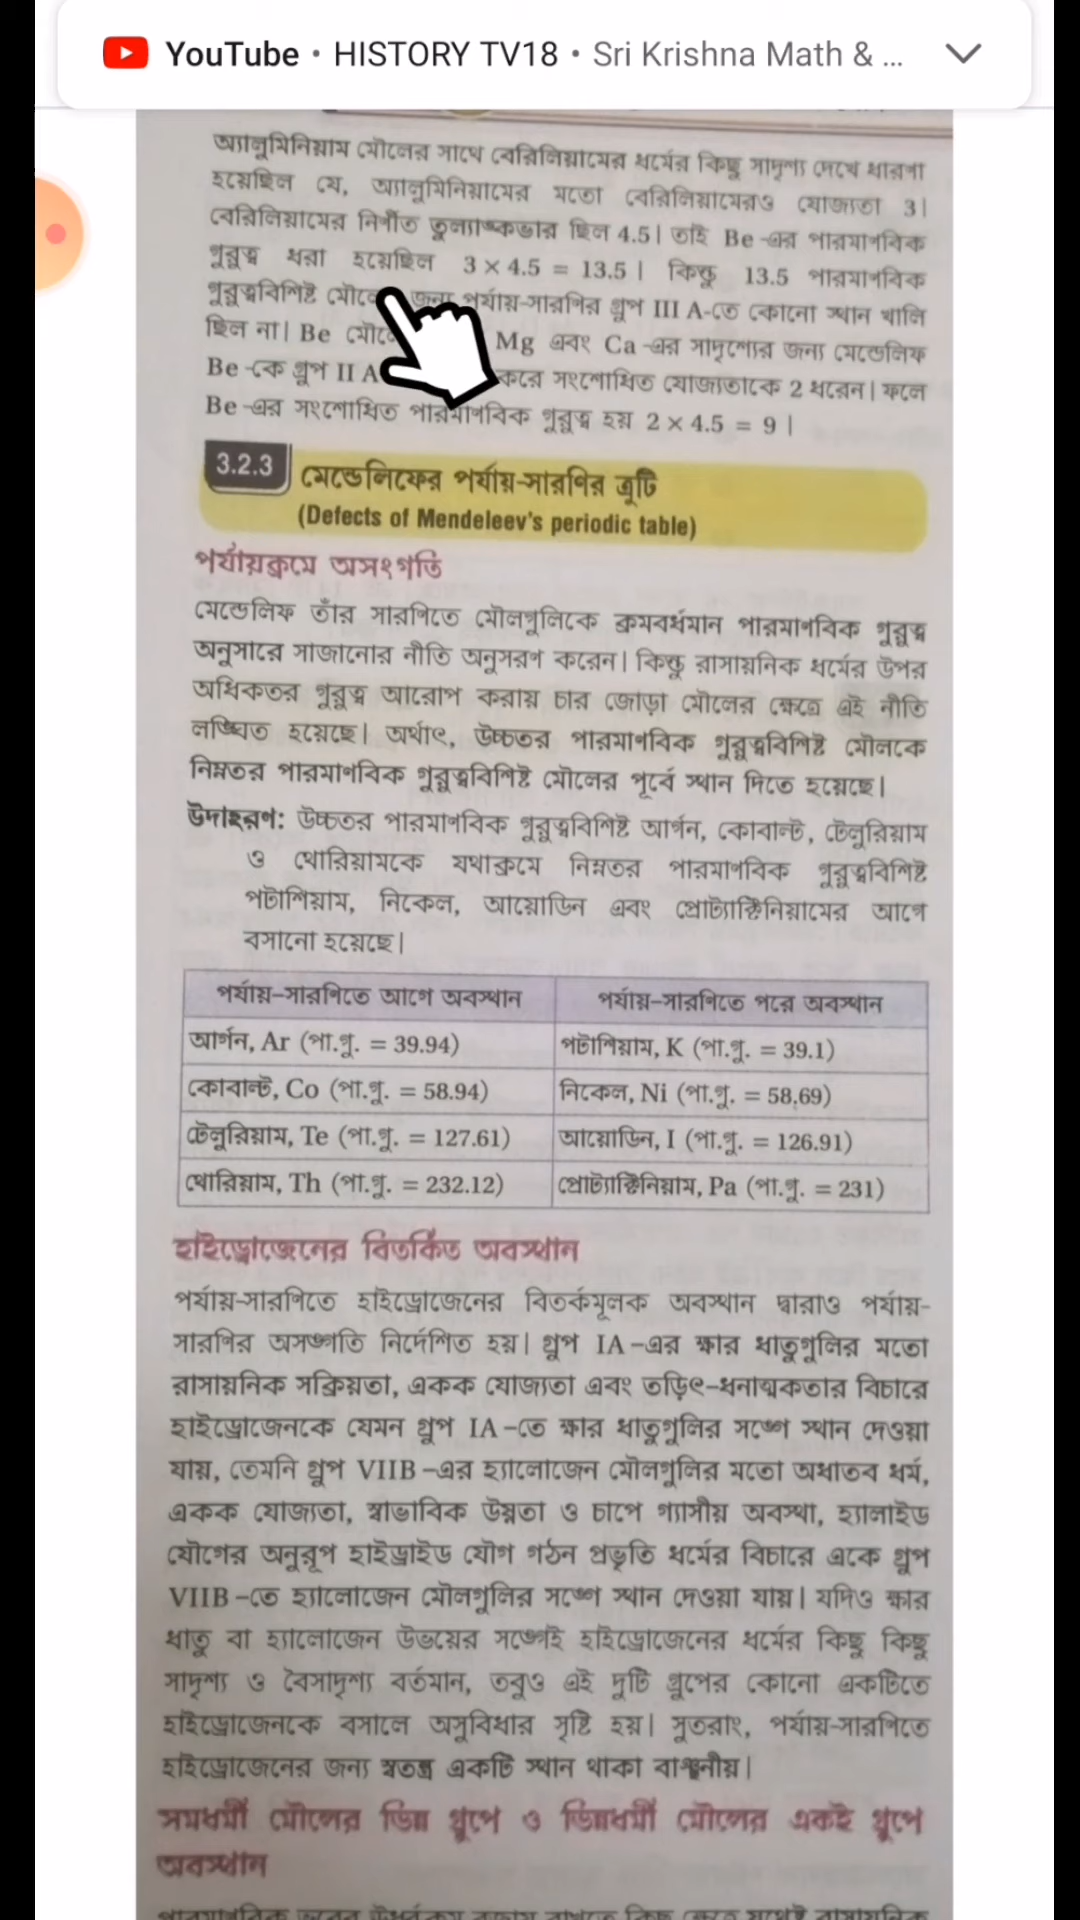 YouTube • HISTORY TV18 • Sri Krishna Math & ...
অ্যালুমিনিয়াম মৌলের সাথে বেরিলিয়ামের ধর্মের কিছু সাদৃশ্য দেখে ধারণা
হয়েছিল যে, অ্যালুমিনিয়ামের মতো বেরিলিয়ামেরও যোজ্যতা 3।
বেরিলিয়ামের নির্ণীত তুল্যাঙ্কভার ছিল 4.5। তাই Be-এর পারমাণবিক
গুরুত্ব ধরা হয়েছিল 3 × 4.5 = 13.5। কিন্তু 13.5 পারমাণবিক
গুরুত্ববিশিষ্ট জন্য পর্যায়-সারণির গ্রুপ III A-তে কোনো স্থান খালি
ছিল না। Be Mg এবং Ca-এর সাদৃশ্যের জন্য মেন্ডেলিফ
Be-কে গ্রুপ II A করে সংশোধিত যোজ্যতাকে 2 ধরেন। ফলে
Be-এর সংশোধিত পারমাণবিক গুরুত্ব হয় 2 × 4.5 = 9।
3.2.3 মেন্ডেলিফের পর্যায়-সারণির ত্রুটি
(Defects of Mendeleev's periodic table)
পর্যায়ক্রমে অসংগতি
মেন্ডেলিফ তাঁর সারণিতে মৌলগুলিকে ক্রমবর্ধমান পারমাণবিক গুরুত্ব
অনুসারে সাজানোর নীতি অনুসরণ করেন। কিন্তু রাসায়নিক ধর্মের উপর
অধিকতর গুরুত্ব আরোপ করায় চার জোড়া মৌলের ক্ষেত্রে এই নীতি
লঙ্ঘিত হয়েছে। অর্থাৎ, উচ্চতর পারমাণবিক গুরুত্ববিশিষ্ট মৌলকে
নিম্নতর পারমাণবিক গুরুত্ববিশিষ্ট মৌলের পূর্বে স্থান দিতে হয়েছে।
উদাহরণ: উচ্চতর পারমাণবিক গুরুত্ববিশিষ্ট আর্গন, কোবাল্ট, টেলুরিয়াম
ও থোরিয়ামকে যথাক্রমে নিম্নতর পারমাণবিক গুরুত্ববিশিষ্ট
পটাশিয়াম, নিকেল, আয়োডিন এবং প্রোট্যাক্টিনিয়ামের আগে
বসানো হয়েছে।
পর্যায়-সারণিতে আগে অবস্থান পর্যায়-সারণিতে পরে অবস্থান
আর্গন, Ar (পা.গু. = 39.94) পটাশিয়াম, K (পা.গু. = 39.1)
কোবাল্ট, Co (পা.গু. = 58.94) নিকেল, Ni (পা.গু. = 58.69)
টেলুরিয়াম, Te (পা.গু. = 127.61) আয়োডিন, I (পা.গু. = 126.91)
থোরিয়াম, Th (পা.গু. = 232.12) প্রোট্যাক্টিনিয়াম, Pa (পা.গু. = 231)
হাইড্রোজেনের বিতর্কিত অবস্থান
পর্যায়-সারণিতে হাইড্রোজেনের বিতর্কমূলক অবস্থান দ্বারাও পর্যায়-
সারণির অসঙ্গতি নির্দেশিত হয়। গ্রুপ IA-এর ক্ষার ধাতুগুলির মতো
রাসায়নিক সক্রিয়তা, একক যোজ্যতা এবং তড়িৎ-ধনাত্মকতার বিচারে
হাইড্রোজেনকে যেমন গ্রুপ IA-তে ক্ষার ধাতুগুলির সঙ্গে স্থান দেওয়া
যায়, তেমনি গ্রুপ VIIB-এর হ্যালোজেন মৌলগুলির মতো অধাতব ধর্ম,
একক যোজ্যতা, স্বাভাবিক উষ্ণতা ও চাপে গ্যাসীয় অবস্থা, হ্যালাইড
যৌগের অনুরূপ হাইড্রাইড যৌগ গঠন প্রভৃতি ধর্মের বিচারে একে গ্রুপ
VIIB-তে হ্যালোজেন মৌলগুলির সঙ্গে স্থান দেওয়া যায়। যদিও ক্ষার
ধাতু বা হ্যালোজেন উভয়ের সঙ্গেই হাইড্রোজেনের ধর্মের কিছু কিছু
সাদৃশ্য ও বৈসাদৃশ্য বর্তমান, তবুও এই দুটি গ্রুপের কোনো একটিতে
হাইড্রোজেনকে বসালে অসুবিধার সৃষ্টি হয়। সুতরাং, পর্যায়-সারণিতে
হাইড্রোজেনের জন্য স্বতন্ত্র একটি স্থান থাকা বাঞ্ছনীয়।
সমধর্মী মৌলের ভিন্ন গ্রুপে ও ভিন্নধর্মী মৌলের একই গ্রুপে
অবস্থান